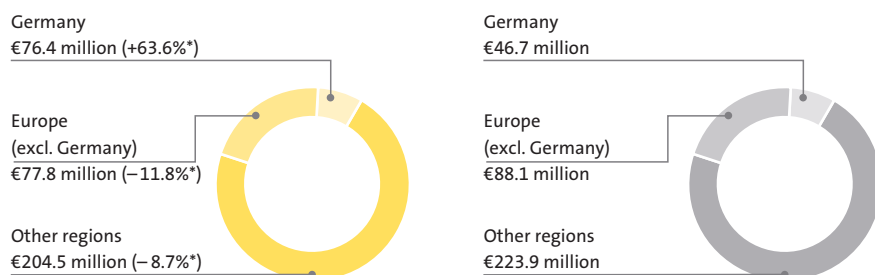 Germany
€76.4 million (+63.6%*)
Europe
(excl. Germany)
€77.8 million (–11.8%*)
Other regions
€204.5 million (– 8.7%*)
Germany
€46.7 million
Europe
(excl. Germany)
€88.1 million
Other regions
€223.9 million